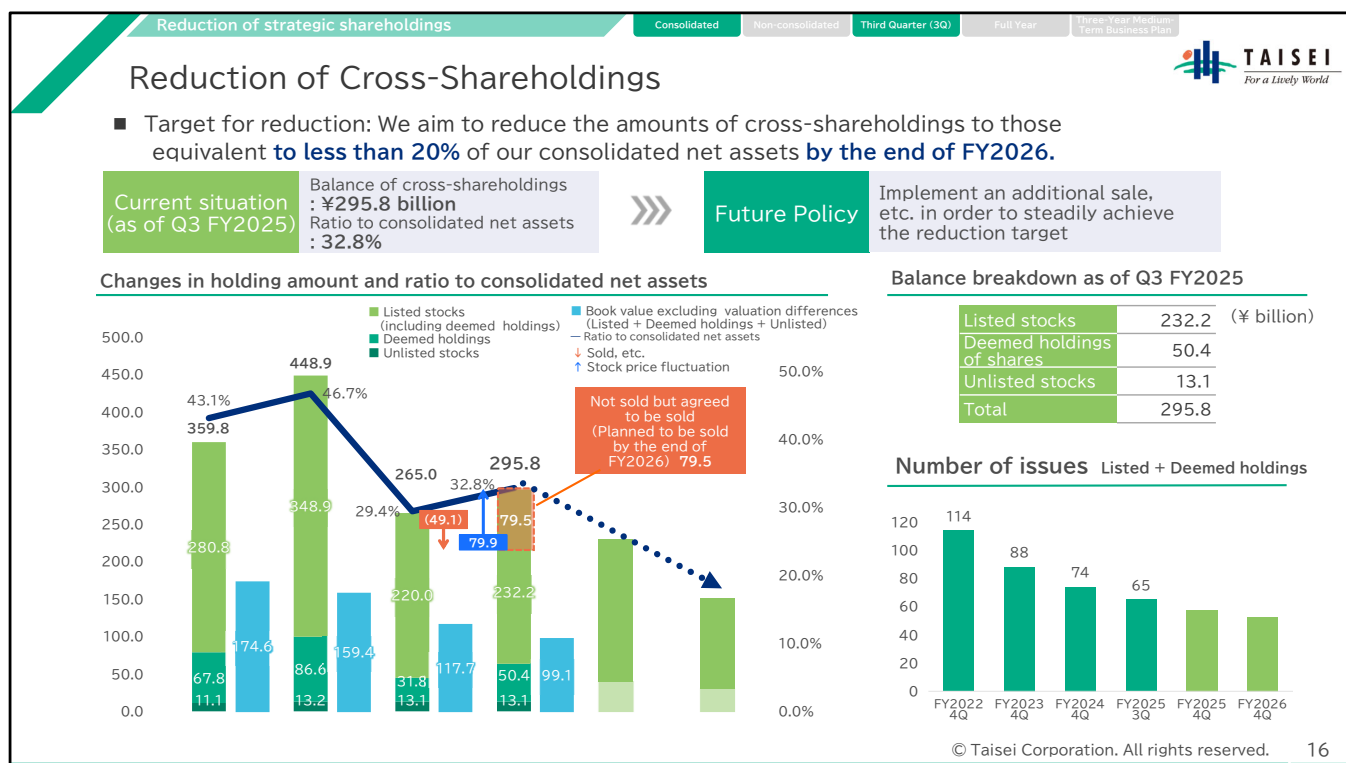 Reduction of strategic shareholdings
Consolidated
Non-consolidated
Third Quarter (3Q)
Full Year
Three-Year Medium-
Term Business Plan
TAISEI
For a Lively World
Reduction of Cross-Shareholdings
■ Target for reduction: We aim to reduce the amounts of cross-shareholdings to those
equivalent to less than 20% of our consolidated net assets by the end of FY2026.
Current situation
(as of Q3 FY2025)
Balance of cross-shareholdings
: ¥295.8 billion
Ratio to consolidated net assets
: 32.8%
Future Policy
Implement an additional sale,
etc. in order to steadily achieve
the reduction target
Changes in holding amount and ratio to consolidated net assets
Listed stocks
(including deemed holdings)
Deemed holdings
Unlisted stocks
Book value excluding valuation differences
(Listed + Deemed holdings + Unlisted)
Ratio to consolidated net assets
↓ Sold, etc.
↑ Stock price fluctuation
500.0
450.0
400.0
350.0
300.0
250.0
200.0
150.0
100.0
50.0
0.0
50.0%
40.0%
30.0%
20.0%
10.0%
0.0%
43.1%
359.8
280.8
67.8
11.1
174.6
448.9
46.7%
348.9
86.6
13.2
159.4
265.0
29.4%
220.0
31.8
13.1
117.7
(49.1)
79.9
32.8%
295.8
79.5
232.2
50.4
13.1
99.1
Not sold but agreed
to be sold
(Planned to be sold
by the end of
FY2026) 79.5
Balance breakdown as of Q3 FY2025
(¥ billion)
Listed stocks 232.2
Deemed holdings
of shares 50.4
Unlisted stocks 13.1
Total 295.8
Number of issues Listed + Deemed holdings
120
100
80
60
40
20
0
114
88
74
65
FY2022
4Q
FY2023
4Q
FY2024
4Q
FY2025
3Q
FY2025
4Q
FY2026
4Q
© Taisei Corporation. All rights reserved. 16